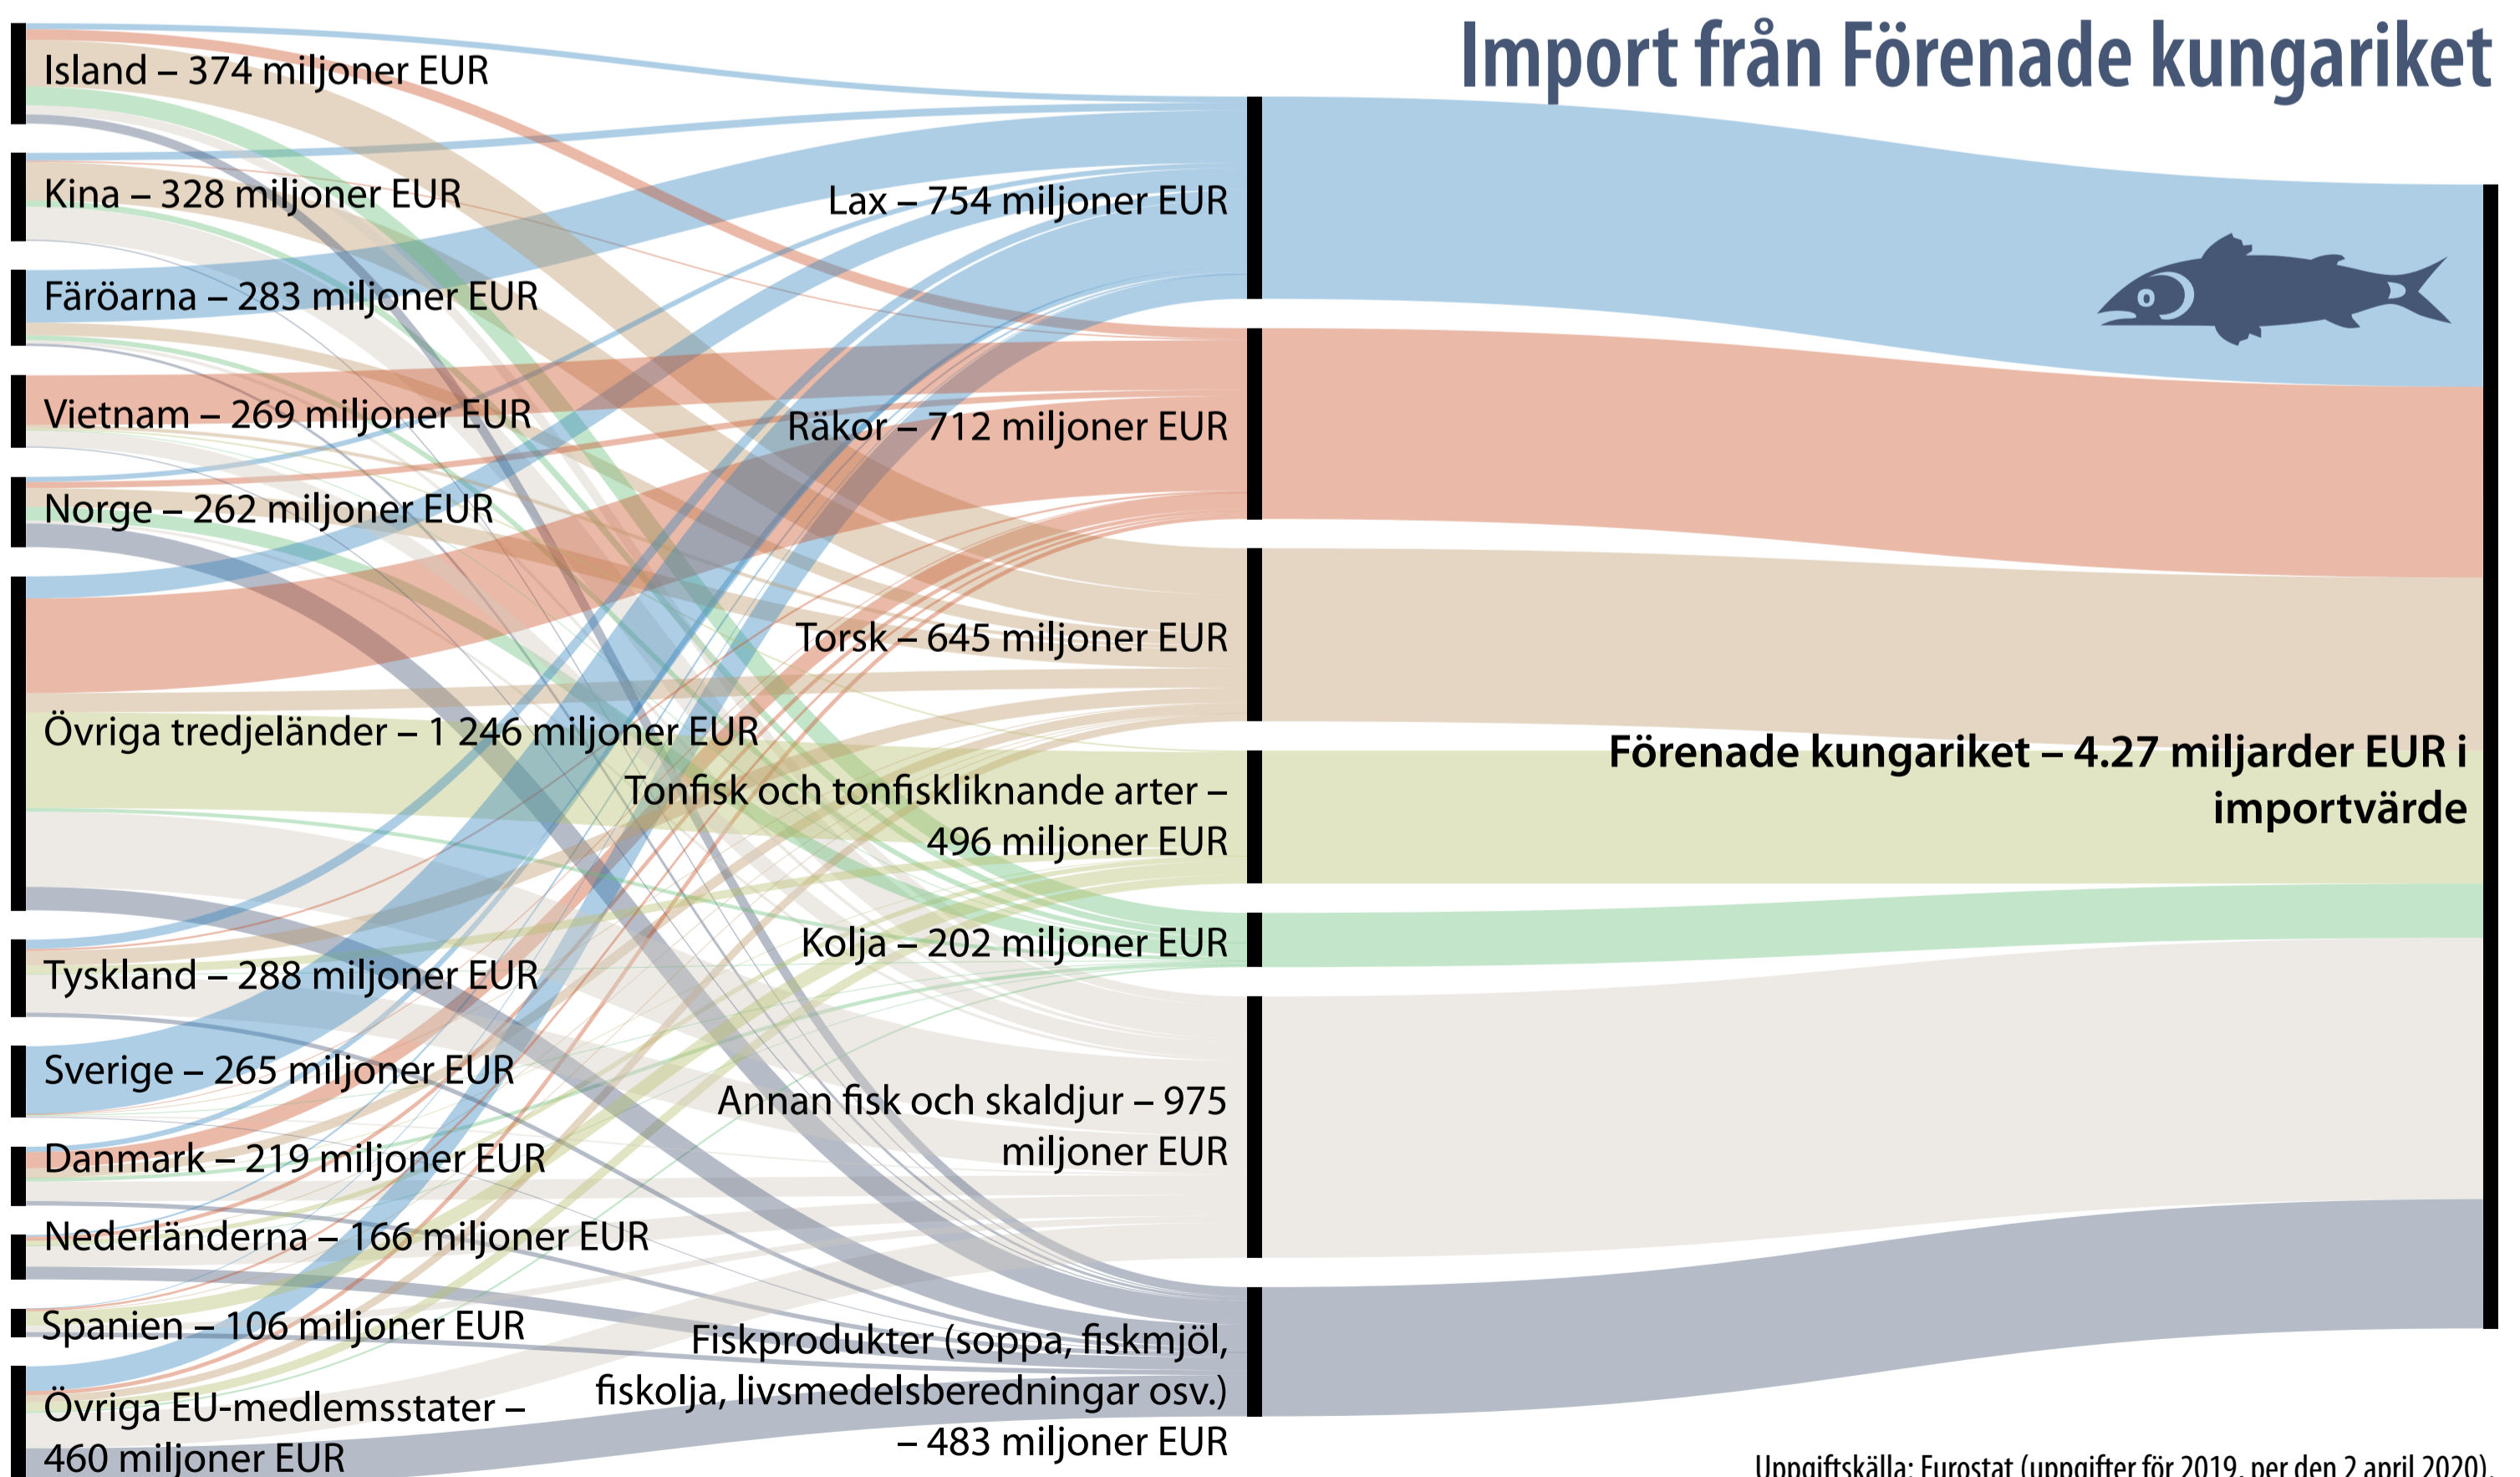 Import från Förenade kungariket
Island – 374 miljoner EUR
Kina – 328 miljoner EUR
Färöarna – 283 miljoner EUR
Vietnam – 269 miljoner EUR
Norge – 262 miljoner EUR
Övriga tredjeländer – 1 246 miljoner EUR
Tyskland – 288 miljoner EUR
Sverige – 265 miljoner EUR
Danmark – 219 miljoner EUR
Nederländerna – 166 miljoner EUR
Spanien – 106 miljoner EUR
Övriga EU-medlemsstater –
460 miljoner EUR
Lax – 754 miljoner EUR
Räkor – 712 miljoner EUR
Torsk – 645 miljoner EUR
Tonfisk och tonfiskliknande arter –
496 miljoner EUR
Kolja – 202 miljoner EUR
Annan fisk och skaldjur – 975
miljoner EUR
Fiskprodukter (soppa, fiskmjöl,
fiskolja, livsmedelsberedningar osv.)
– 483 miljoner EUR
Förenade kungariket – 4.27 miljarder EUR i
importvärde
Uppgiftskälla: Eurostat (uppgifter för 2019, per den 2 april 2020).